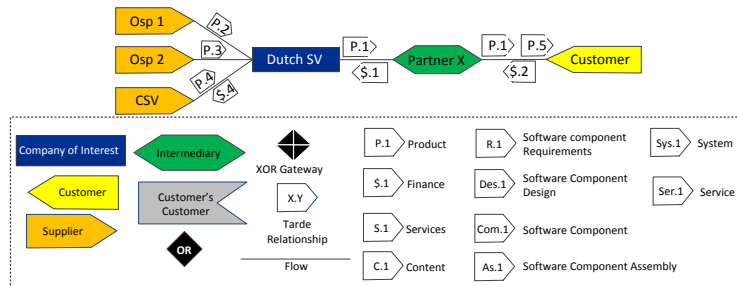 Osp 1
P.2
Osp 2
P.3
CSV
P.4
$.4
Dutch SV
P.1
$.1
Partner X
P.1
P.5
$.2
Customer
Company of Interest
Intermediary
XOR Gateway
P.1 Product
R.1 Software component
Requirements
Sys.1 System
Customer
Customer's
Customer
X.Y
$.1 Finance
Des.1 Software Component
Design
Ser.1 Service
Supplier
OR
Tarde
Relationship
Flow
S.1 Services
Com.1 Software Component
C.1 Content
As.1 Software Component Assembly